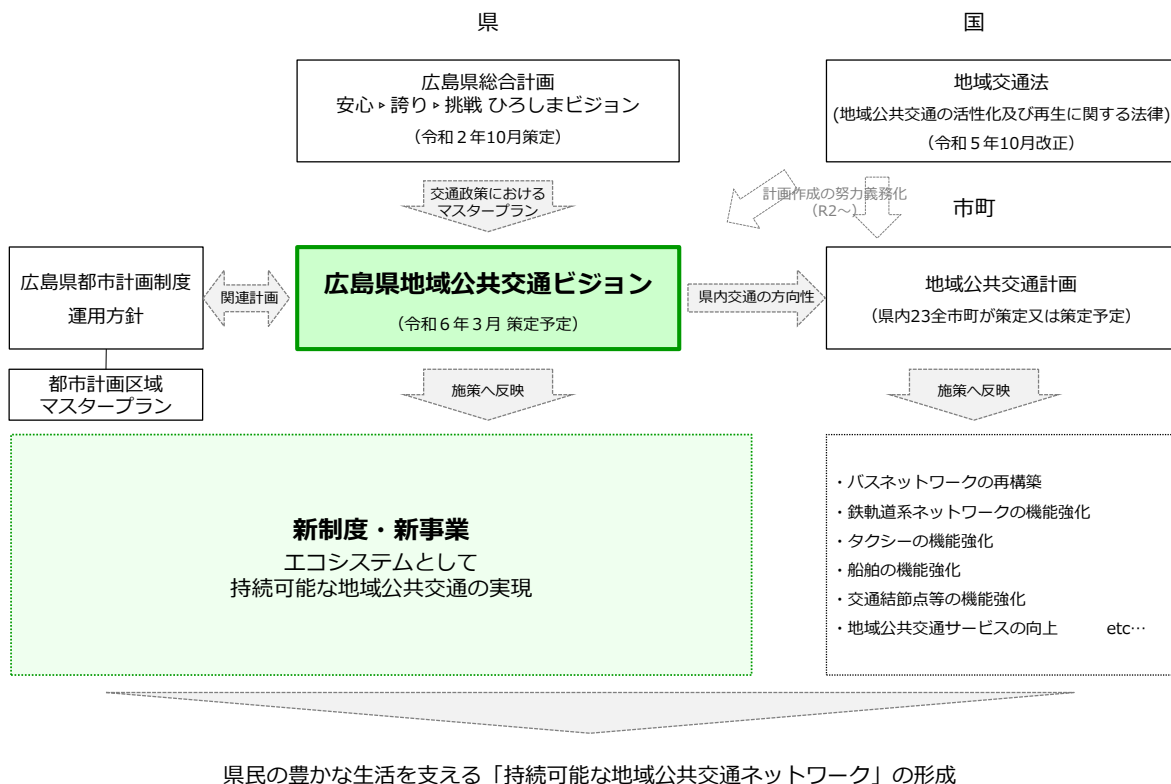 県
国
広島県総合計画
安心▸誇り▸挑戦 ひろしまビジョン
（令和２年10月策定）
地域交通法
(地域公共交通の活性化及び再生に関する法律)
（令和５年10月改正）
交通政策における
マスタープラン
計画作成の努力義務化
（R2～）
市町
広島県都市計画制度
運用方針
関連計画
広島県地域公共交通ビジョン
（令和６年３月 策定予定）
県内交通の方向性
地域公共交通計画
（県内23全市町が策定又は策定予定）
都市計画区域
マスタープラン
施策へ反映
施策へ反映
新制度・新事業
エコシステムとして
持続可能な地域公共交通の実現
・バスネットワークの再構築
・鉄軌道系ネットワークの機能強化
・タクシーの機能強化
・船舶の機能強化
・交通結節点等の機能強化
・地域公共交通サービスの向上　　etc…
県民の豊かな生活を支える「持続可能な地域公共交通ネットワーク」の形成